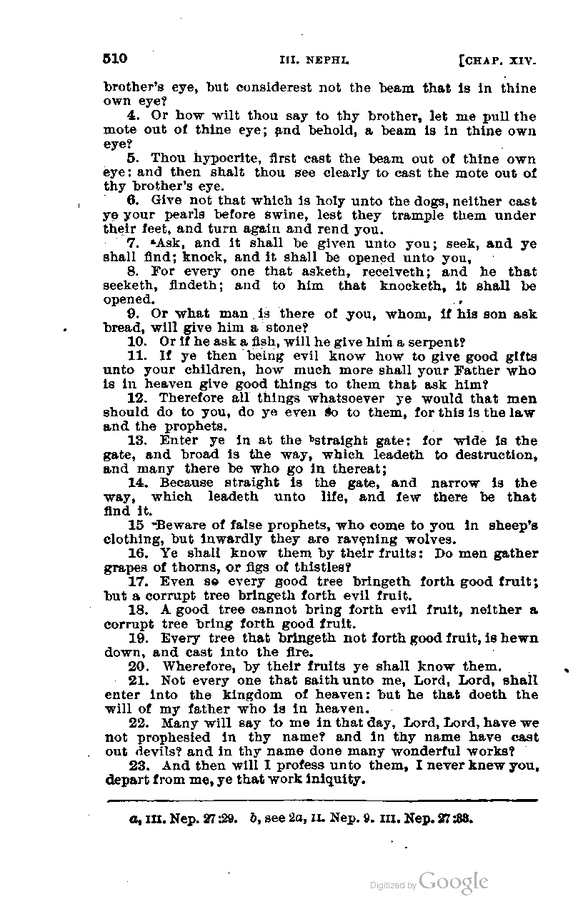 510 III. NEPHI. [CHAP. XIV.
brother's eye, but considerest not the beam that is in thine
own eye?
4. Or how wilt thou say to thy brother, let me pull the
mote out of thine eye; and behold, a beam is in thine own
eye?
5. Thou hypocrite, first cast the beam out of thine own
eye; and then shalt thou see clearly to cast the mote out of
thy brother's eye.
6. Give not that which is holy unto the dogs, neither cast
ye your pearls before swine, lest they trample them under
their feet, and turn again and rend you.
7. ªAsk, and it shall be given unto you; seek, and ye
shall find; knock, and it shall be opened unto you,
8. For every one that asketh, receiveth; and he that
seeketh, findeth; and to him that knocketh, it shall be
opened.
9. Or what man is there of you, whom, if his son ask
bread, will give him a stone?
10. Or if he ask a fish, will he give him a serpent?
11. If ye then being evil know how to give good gifts
unto your children, how much more shall your Father who
is in heaven give good things to them that ask him?
12. Therefore all things whatsoever ye would that men
should do to you, do ye even so to them, for this is the law
and the prophets.
13. Enter ye in at the ᵇstraight gate: for wide is the
gate, and broad is the way, which leadeth to destruction,
and many there be who go in thereat;
14. Because straight is the gate, and narrow is the
way, which leadeth unto life, and few there be that
find it.
15 Beware of false prophets, who come to you in sheep's
clothing, but inwardly they are ravening wolves.
16. Ye shall know them by their fruits: Do men gather
grapes of thorns, or figs of thistles?
17. Even so every good tree bringeth forth good fruit;
but a corrupt tree bringeth forth evil fruit.
18. A good tree cannot bring forth evil fruit, neither a
corrupt tree bring forth good fruit.
19. Every tree that bringeth not forth good fruit, is hewn
down, and cast into the fire.
20. Wherefore, by their fruits ye shall know them.
21. Not every one that saith unto me, Lord, Lord, shall
enter into the kingdom of heaven: but he that doeth the
will of my father who is in heaven.
22. Many will say to me in that day, Lord, Lord, have we
not prophesied in thy name? and in thy name have cast
out devils? and in thy name done many wonderful works?
23. And then will I profess unto them, I never knew you,
depart from me, ye that work iniquity.
a, III. Nep. 27:29. b, see 2a, II. Nep. 9. III. Nep. 27:33.
Digitized by Google